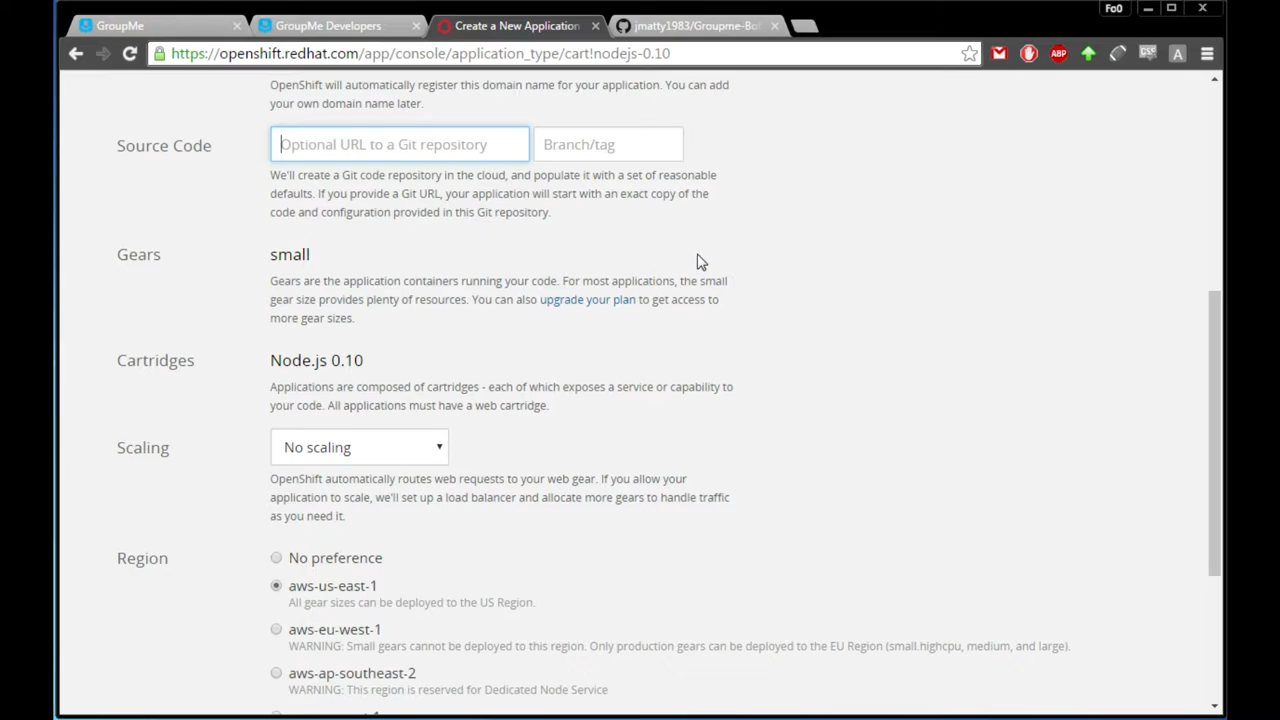 Fo0
GroupMe
GroupMe Developers
Create a New Application
jmatty1983/Groupme-Bot
https://openshift.redhat.com/app/console/application_type/cart!nodejs-0.10
OpenShift will automatically register this domain name for your application. You can add
your own domain name later.
Source Code
Optional URL to a Git repository
Branch/tag
We'll create a Git code repository in the cloud, and populate it with a set of reasonable
defaults. If you provide a Git URL, your application will start with an exact copy of the
code and configuration provided in this Git repository.
Gears
small
Gears are the application containers running your code. For most applications, the small
gear size provides plenty of resources. You can also upgrade your plan to get access to
more gear sizes.
Cartridges
Node.js 0.10
Applications are composed of cartridges - each of which exposes a service or capability to
your code. All applications must have a web cartridge.
Scaling
No scaling
OpenShift automatically routes web requests to your web gear. If you allow your
application to scale, we'll set up a load balancer and allocate more gears to handle traffic
as you need it.
Region
No preference
aws-us-east-1
All gear sizes can be deployed to the US Region.
aws-eu-west-1
WARNING: Small gears cannot be deployed to this region. Only production gears can be deployed to the EU Region (small.highcpu, medium, and large).
aws-ap-southeast-2
WARNING: This region is reserved for Dedicated Node Service